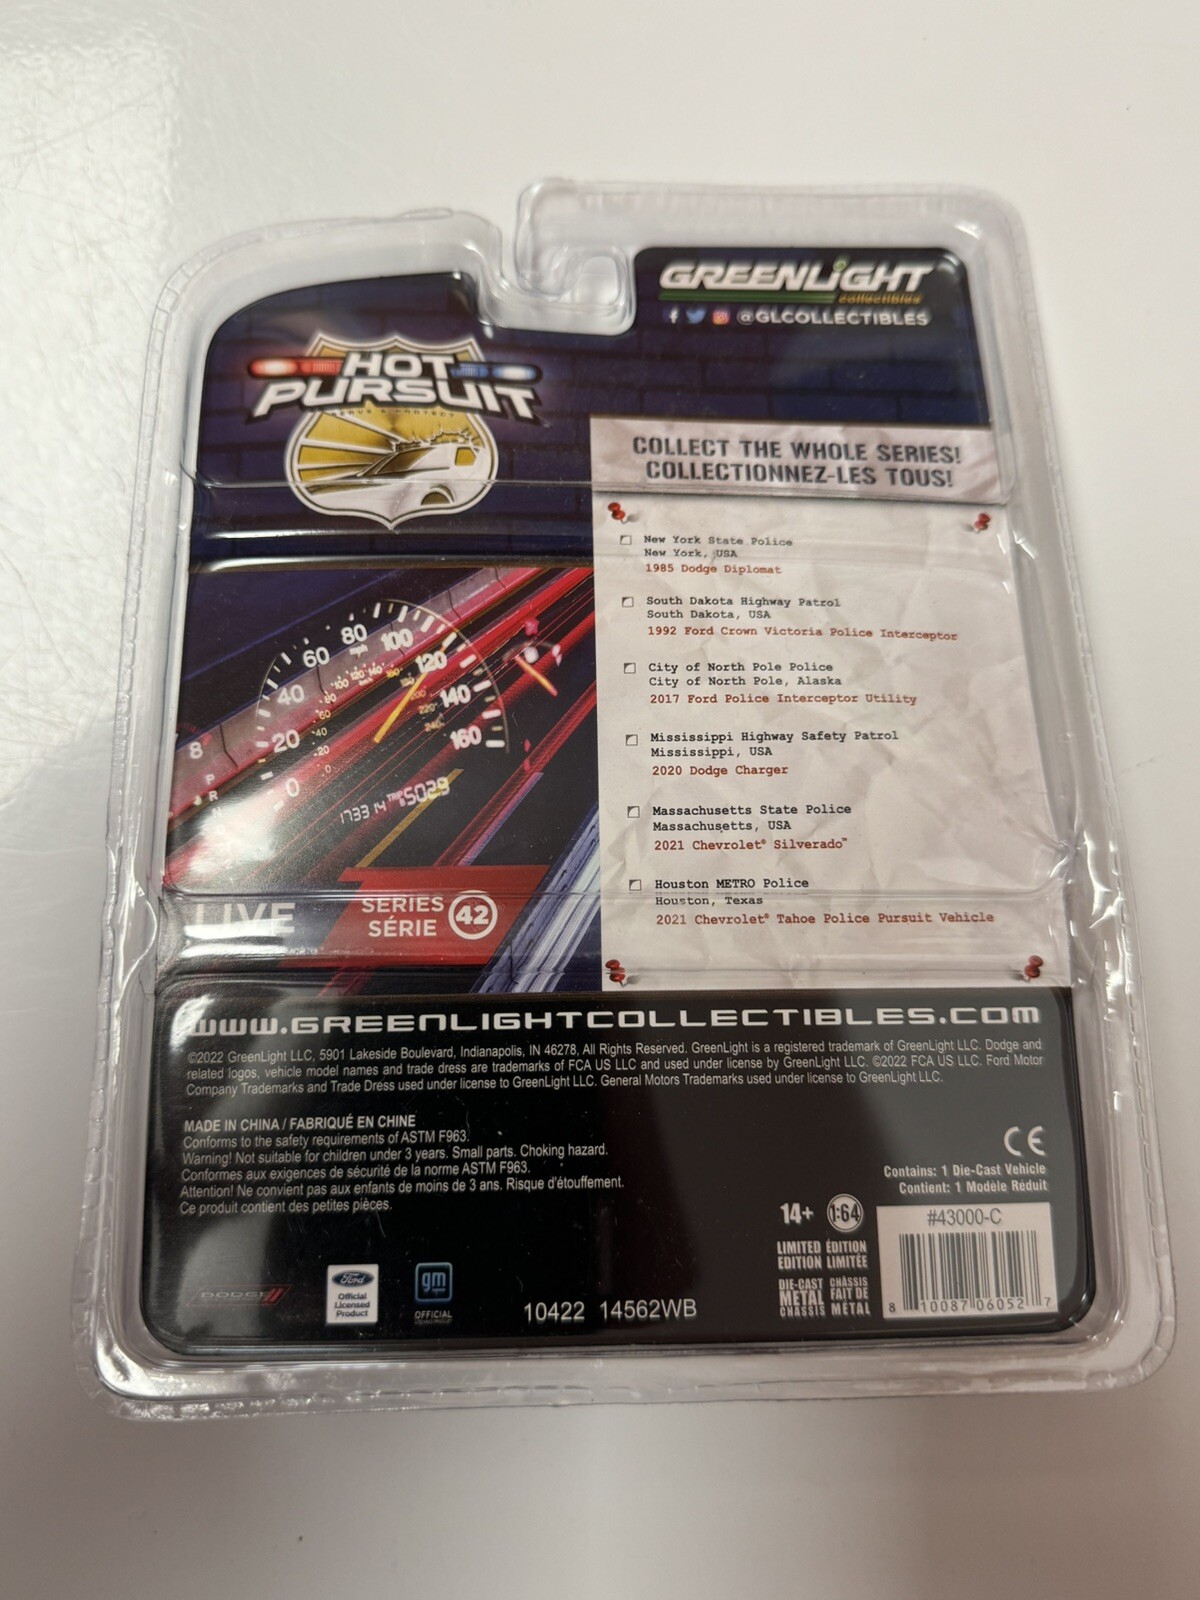 GREENLiGHT
collectibles
@GLCOLLECTIBLES
HOT
PURSUIT
SERVE & PROTECT
COLLECT THE WHOLE SERIES!
COLLECTIONNEZ-LES TOUS!
New York State Police
New York, USA
1985 Dodge Diplomat
South Dakota Highway Patrol
South Dakota, USA
1992 Ford Crown Victoria Police Interceptor
City of North Pole Police
City of North Pole, Alaska
2017 Ford Police Interceptor Utility
Mississippi Highway Safety Patrol
Mississippi, USA
2020 Dodge Charger
Massachusetts State Police
Massachusetts, USA
2021 Chevrolet® Silverado™
Houston METRO Police
Houston, Texas
2021 Chevrolet® Tahoe Police Pursuit Vehicle
0 20 40 60 80 100 120 140 160
mph
8
P
R
17331.4 TRIP 5029
LIVE
SERIES
SÉRIE 42
WWW.GREENLIGHTCOLLECTIBLES.COM
©2022 GreenLight LLC, 5901 Lakeside Boulevard, Indianapolis, IN 46278, All Rights Reserved. GreenLight is a registered trademark of GreenLight LLC. Dodge and
related logos, vehicle model names and trade dress are trademarks of FCA US LLC and used under license by GreenLight LLC. ©2022 FCA US LLC. Ford Motor
Company Trademarks and Trade Dress used under license to GreenLight LLC. General Motors Trademarks used under license to GreenLight LLC.
MADE IN CHINA / FABRIQUÉ EN CHINE
Conforms to the safety requirements of ASTM F963.
Warning! Not suitable for children under 3 years. Small parts. Choking hazard.
Conformes aux exigences de sécurité de la norme ASTM F963.
Attention! Ne convient pas aux enfants de moins de 3 ans. Risque d'étouffement.
Ce produit contient des petites pièces.
CE
Contains: 1 Die-Cast Vehicle
Contient: 1 Modèle Réduit
14+ 1:64
LIMITED ÉDITION
EDITION LIMITÉE
DIE-CAST CHÂSSIS
METAL FAIT DE
CHASSIS MÉTAL
#43000-C
8 10087 06052 7
DODGE
Ford
Official
Licensed
Product
gm
OFFICIAL
10422 14562WB